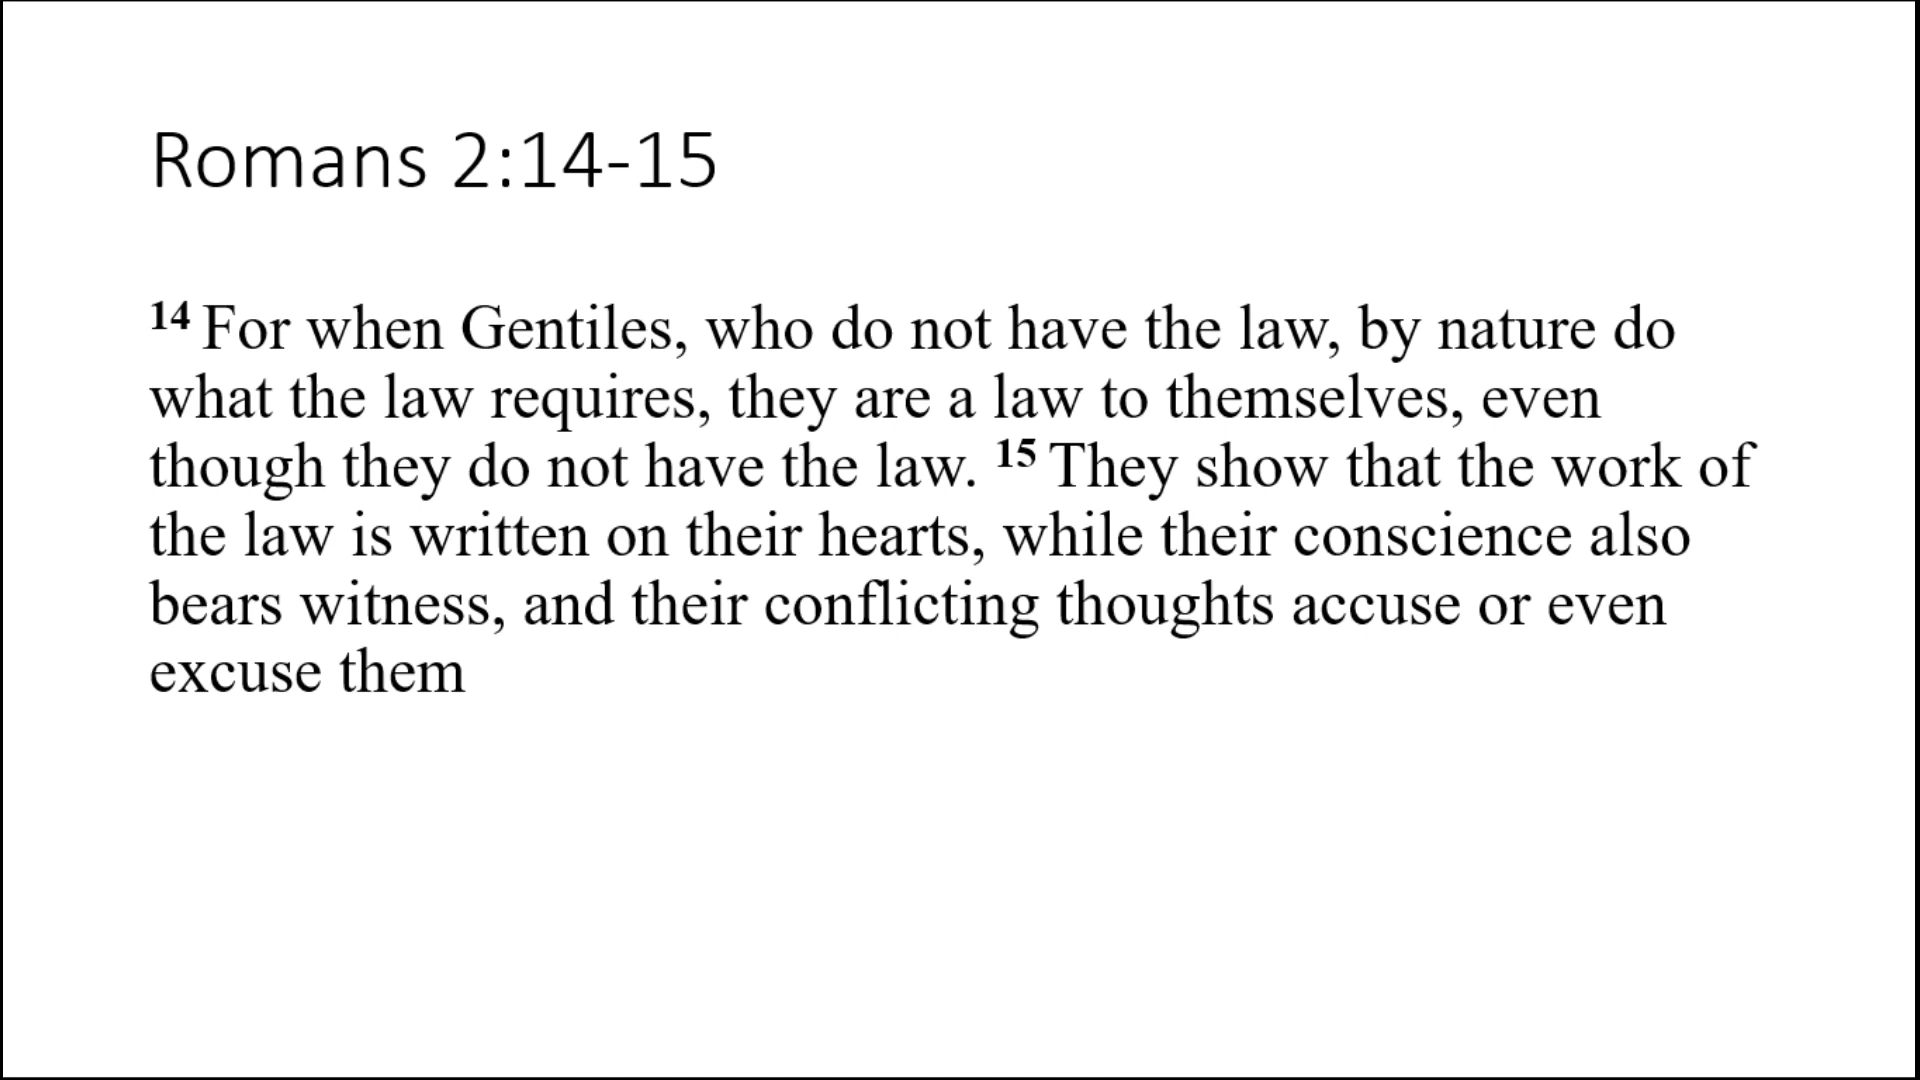 Romans 2:14-15
14 For when Gentiles, who do not have the law, by nature do
what the law requires, they are a law to themselves, even
though they do not have the law. 15 They show that the work of
the law is written on their hearts, while their conscience also
bears witness, and their conflicting thoughts accuse or even
excuse them